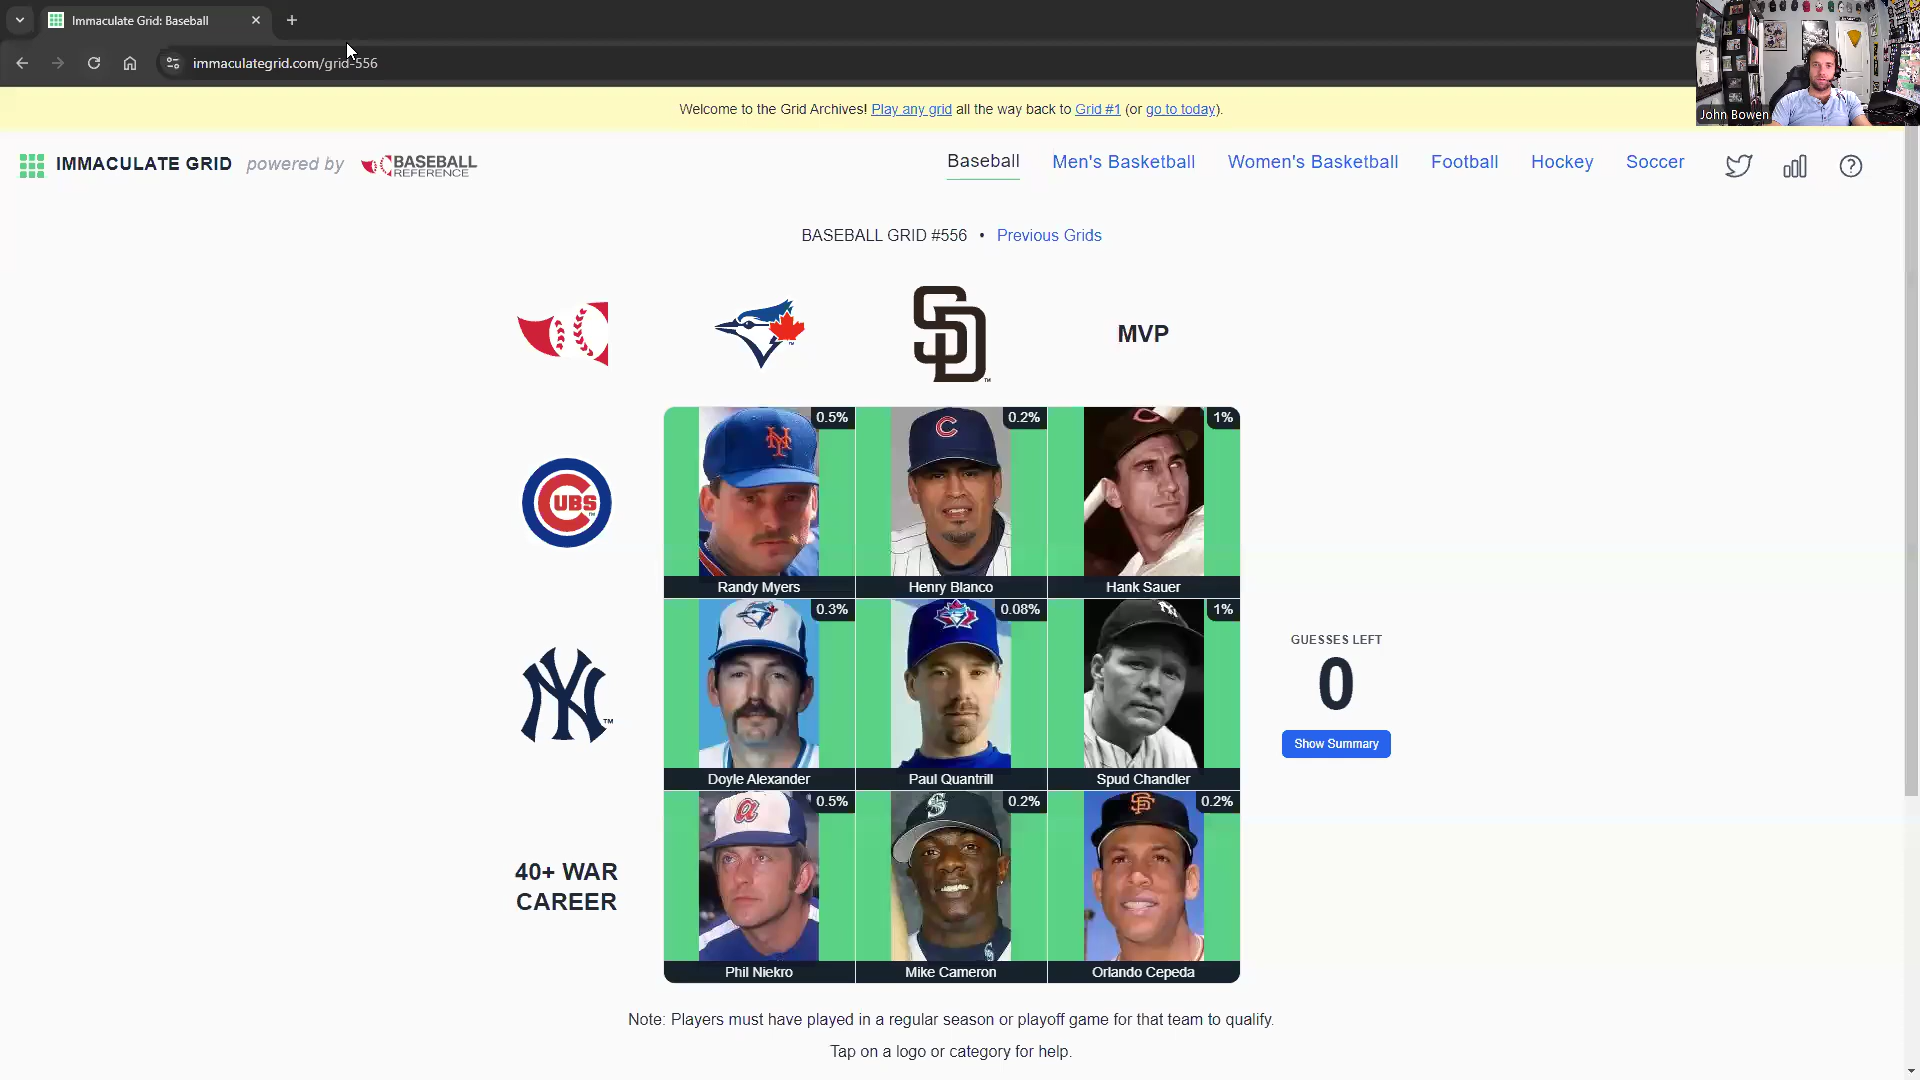 Immaculate Grid: Baseball
immaculategrid.com/grid-556
John Bowen
Welcome to the Grid Archives! Play any grid all the way back to Grid #1 (or go to today).
IMMACULATE GRID powered by BASEBALL REFERENCE
Baseball Men's Basketball Women's Basketball Football Hockey Soccer
BASEBALL GRID #556 • Previous Grids
SD
MVP
0.5% 0.2% 1%
CUBS
Randy Myers Henry Blanco Hank Sauer
0.3% 0.08% 1%
NY
Doyle Alexander Paul Quantrill Spud Chandler
GUESSES LEFT
0
Show Summary
0.5% 0.2% 0.2%
40+ WAR
CAREER
Phil Niekro Mike Cameron Orlando Cepeda
Note: Players must have played in a regular season or playoff game for that team to qualify.
Tap on a logo or category for help.